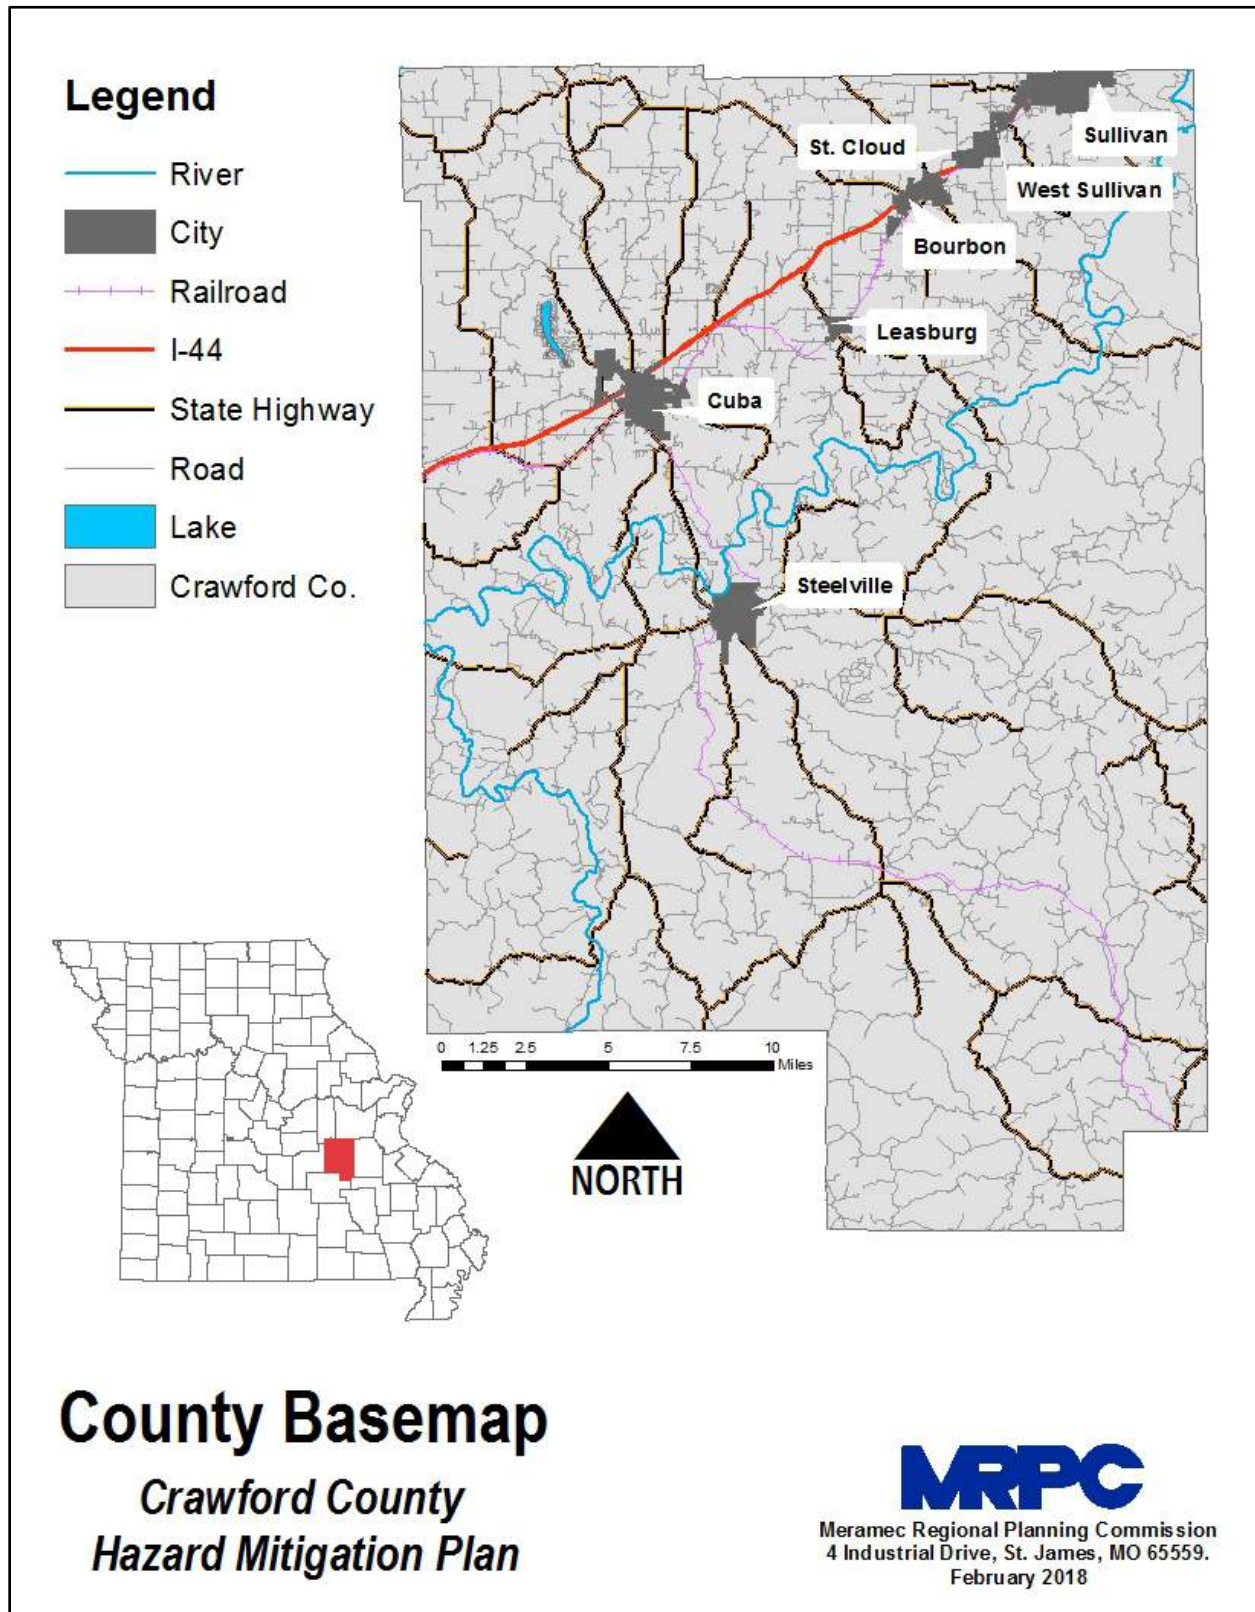 Legend
River
City
Railroad
I-44
State Highway
Road
Lake
Crawford Co.
Sullivan
St. Cloud
West Sullivan
Bourbon
Leasburg
Cuba
Steelville
0 1.25 2.5 5 7.5 10
Miles
NORTH
County Basemap
Crawford County
Hazard Mitigation Plan
MRPC
Meramec Regional Planning Commission
4 Industrial Drive, St. James, MO 65559.
February 2018